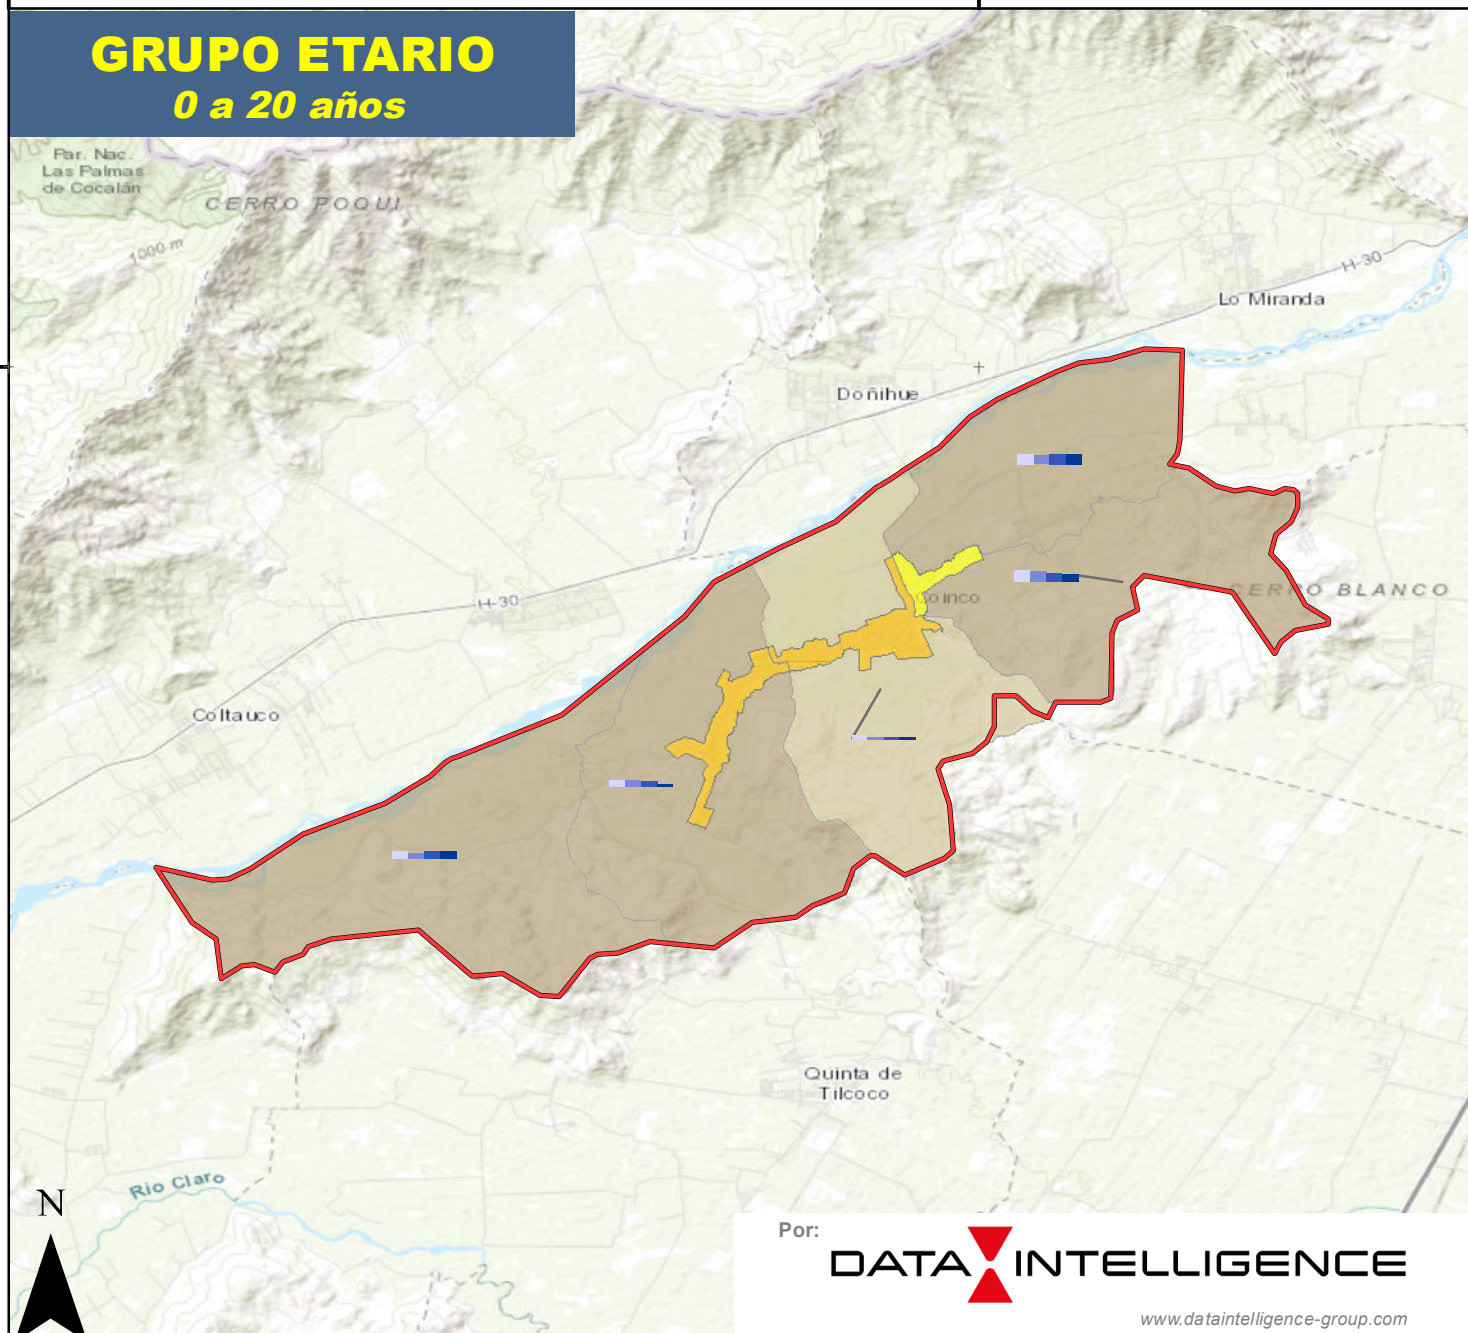 GRUPO ETARIO
0 a 20 años
Par. Nac.
Las Palmas
de Cocalán
CERRO POQUI
1000 m
H-30
Lo Miranda
Doñihue
CERRO BLANCO
Coinco
H-30
Coltauco
Quinta de
Tilcoco
Rio Claro
N
Por:
DATA INTELLIGENCE
www.dataintelligence-group.com